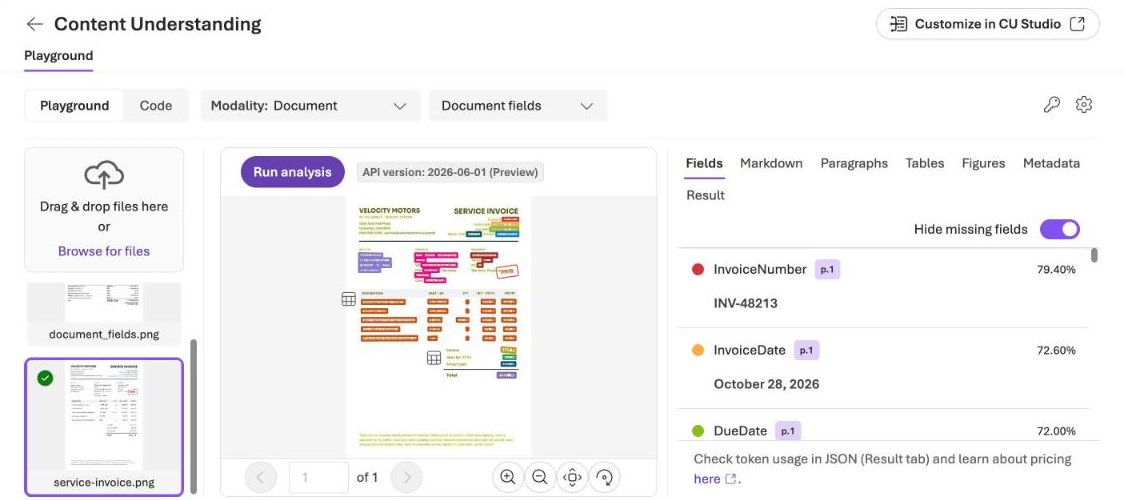 Content Understanding
Customize in CU Studio
Playground
Playground Code Modality: Document Document fields
Drag & drop files here
or
Browse for files
document_fields.png
service-invoice.png
Run analysis API version: 2026-06-01 (Preview)
VELOCITY MOTORS SERVICE INVOICE
Total
1 of 1
Fields Markdown Paragraphs Tables Figures Metadata
Result
Hide missing fields
InvoiceNumber p.1 79.40%
INV-48213
InvoiceDate p.1 72.60%
October 28, 2026
DueDate p.1 72.00%
Check token usage in JSON (Result tab) and learn about pricing
here.